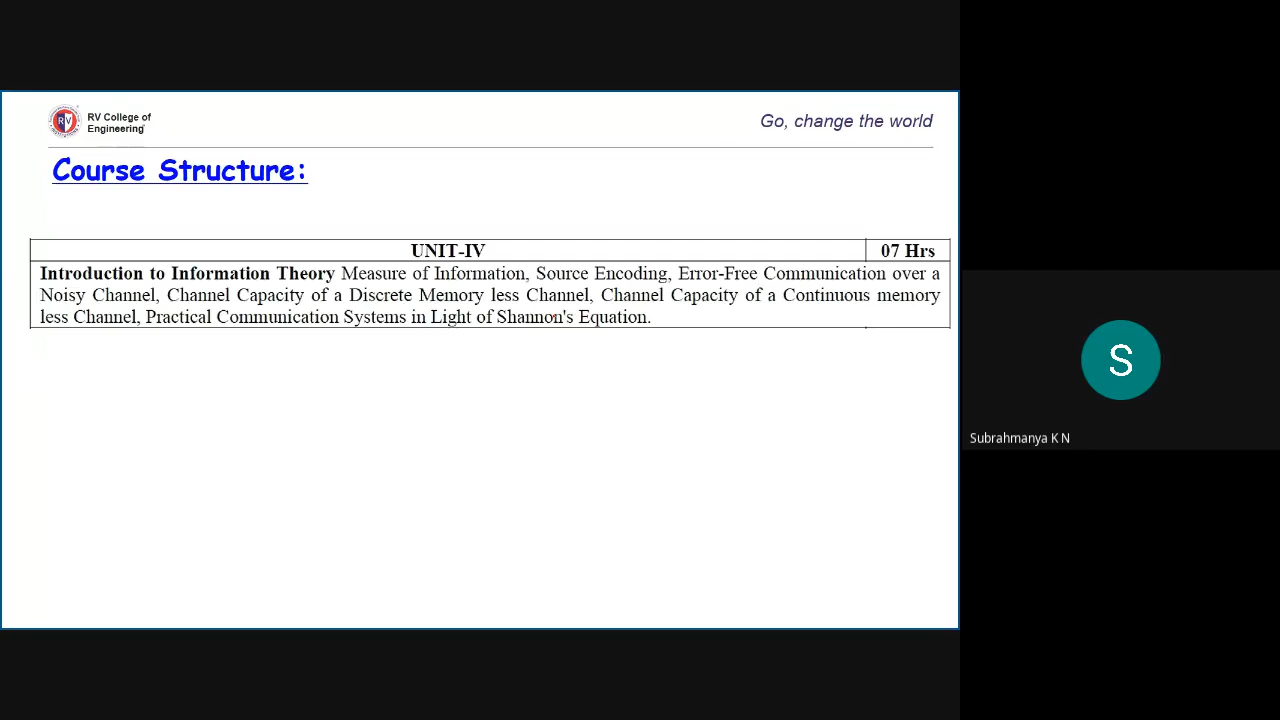 RV College of
Engineering
Go, change the world
Course Structure:
UNIT-IV 07 Hrs
Introduction to Information Theory Measure of Information, Source Encoding, Error-Free Communication over a
Noisy Channel, Channel Capacity of a Discrete Memory less Channel, Channel Capacity of a Continuous memory
less Channel, Practical Communication Systems in Light of Shannon's Equation.
S
Subrahmanya K N